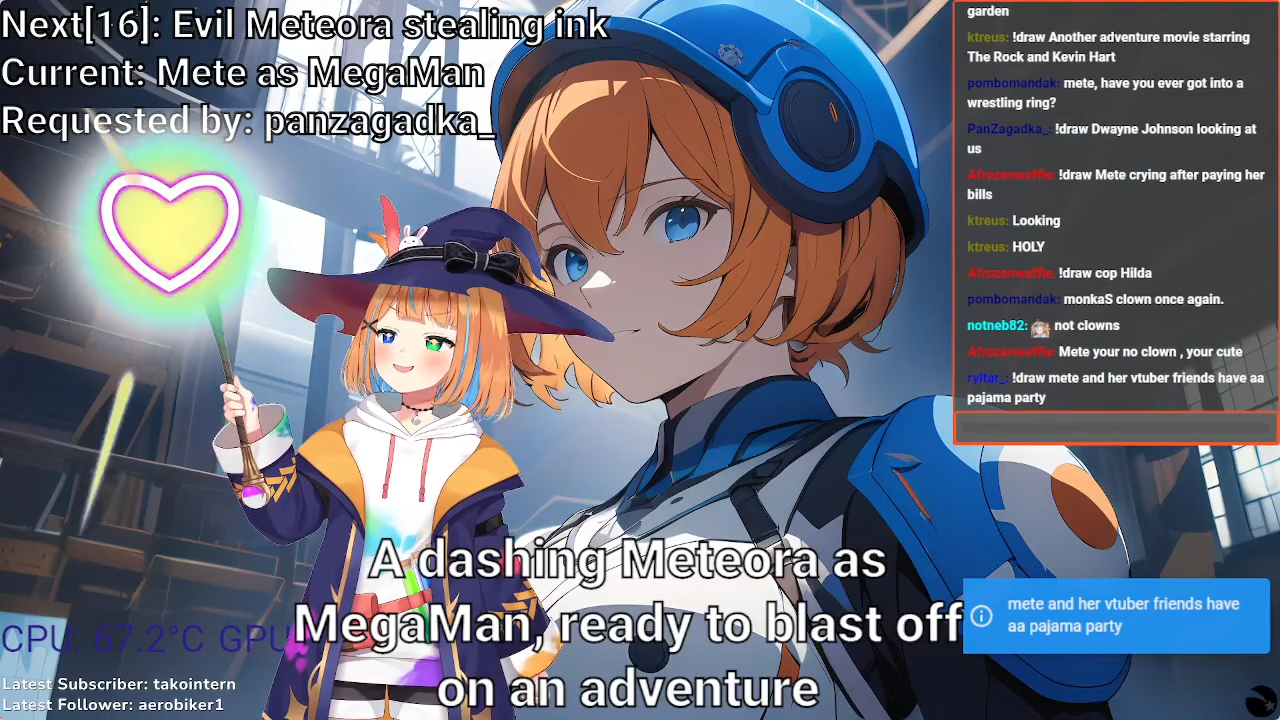 Next[16]: Evil Meteora stealing ink
Current: Mete as MegaMan
Requested by: panzagadka_
garden
ktreus: !draw Another adventure movie starring
The Rock and Kevin Hart
pombomandak: mete, have you ever got into a
wrestling ring?
PanZagadka_: !draw Dwayne Johnson looking at
us
Afrozenwaffle: !draw Mete crying after paying her
bills
ktreus: Looking
ktreus: HOLY
Afrozenwaffle: !draw cop Hilda
pombomandak: monkaS clown once again.
notneb82: not clowns
Afrozenwaffle: Mete your no clown , your cute
ryltar_: !draw mete and her vtuber friends have aa
pajama party
A dashing Meteora as
MegaMan, ready to blast off
on an adventure
mete and her vtuber friends have
aa pajama party
CPU: 67.2°C GPU
Latest Subscriber: takointern
Latest Follower: aerobiker1